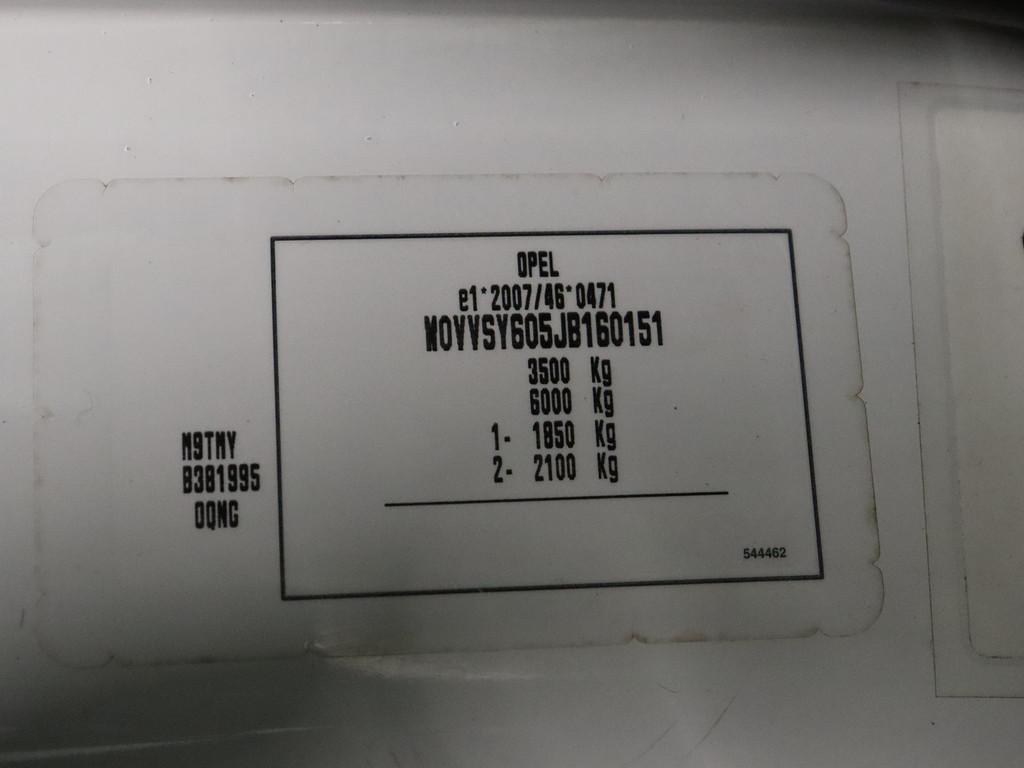 OPEL
e1*2007/46*0471
W0VVSY605JB160151
3500 Kg
6000 Kg
1- 1850 Kg
2- 2100 Kg
M9TMY
B381995
0QNG
544462